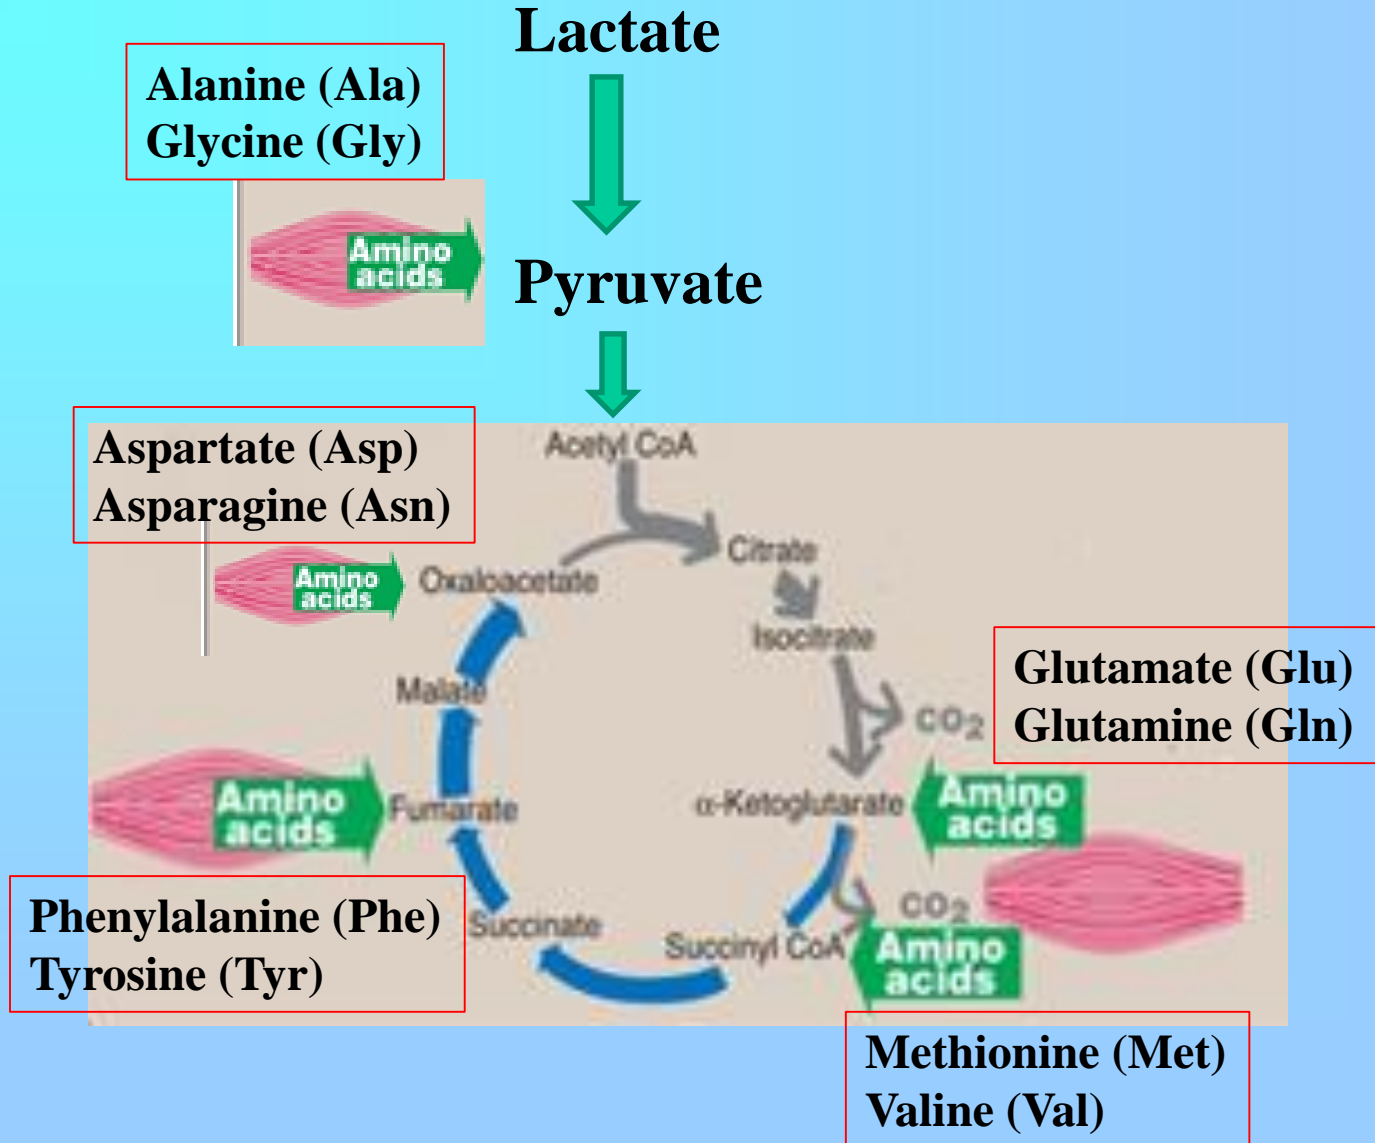 Lactate
Alanine (Ala)
Glycine (Gly)
Amino
acids
Pyruvate
Aspartate (Asp)
Asparagine (Asn)
Acetyl CoA
Citrate
Amino
acids
Oxaloacetate
Isocitrate
Glutamate (Glu)
Glutamine (Gln)
Malate
CO₂
Amino
acids
Fumarate
α-Ketoglutarate
Amino
acids
Phenylalanine (Phe)
Tyrosine (Tyr)
Succinate
CO₂
Succinyl CoA
Amino
acids
Methionine (Met)
Valine (Val)